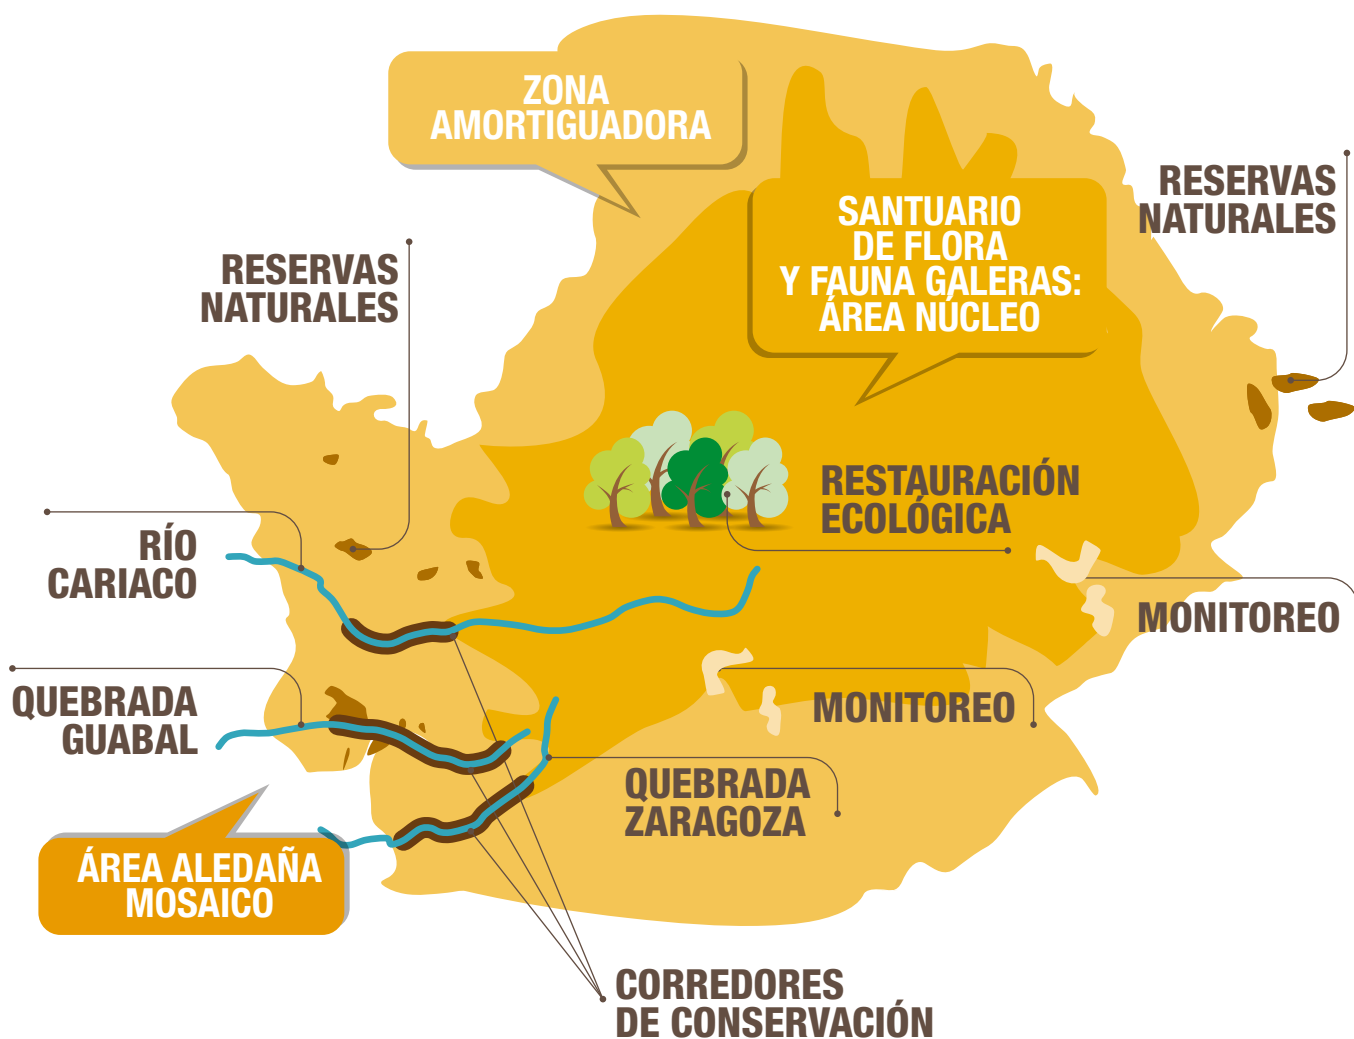 ZONA
AMORTIGUADORA
RESERVAS
NATURALES
SANTUARIO
DE FLORA
Y FAUNA GALERAS:
ÁREA NÚCLEO
RESERVAS
NATURALES
RESTAURACIÓN
ECOLÓGICA
RÍO
CARIACO
MONITOREO
QUEBRADA
GUABAL
MONITOREO
QUEBRADA
ZARAGOZA
ÁREA ALEDAÑA
MOSAICO
CORREDORES
DE CONSERVACIÓN